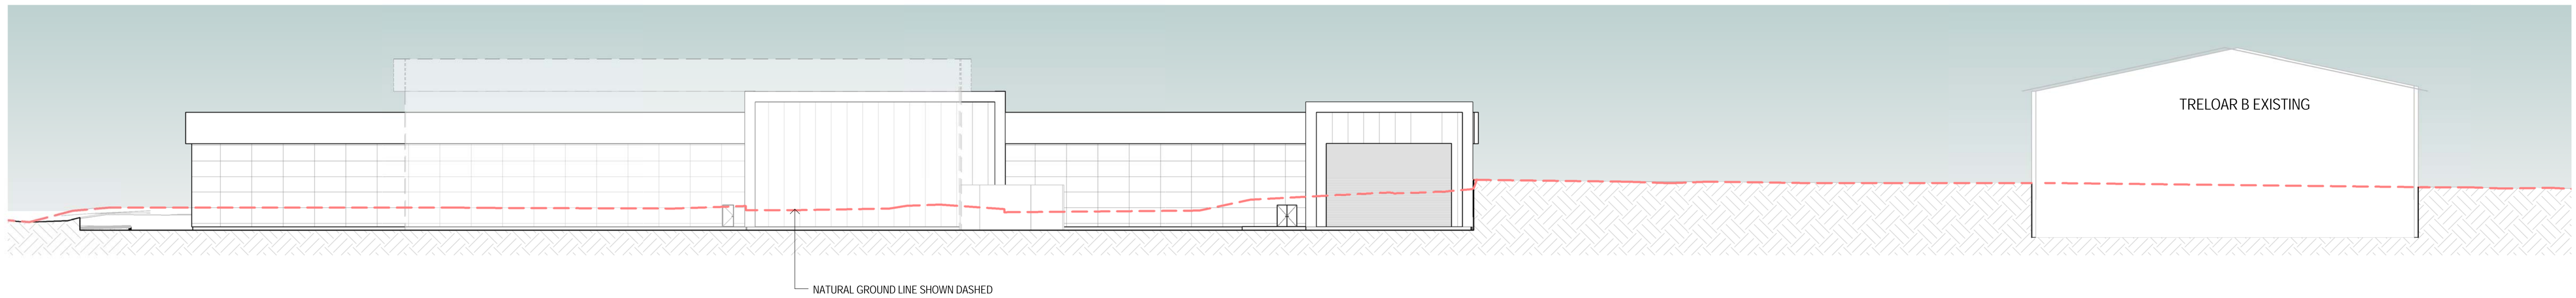 TRELOAR B EXISTING
NATURAL GROUND LINE SHOWN DASHED